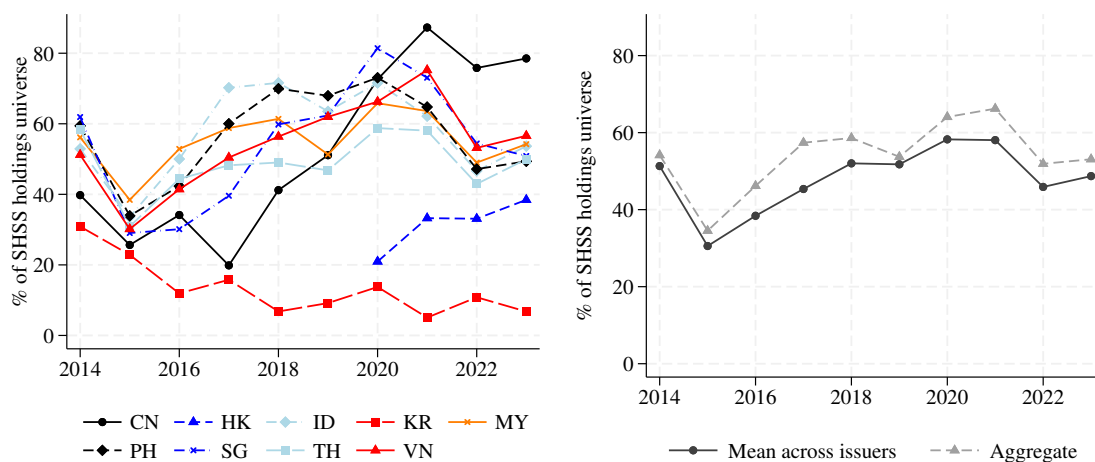 % of SHSS holdings universe
80
60
40
20
0
2014 2016 2018 2020 2022
CN HK ID KR MY
PH SG TH VN
% of SHSS holdings universe
80
60
40
20
0
2014 2016 2018 2020 2022
Mean across issuers Aggregate